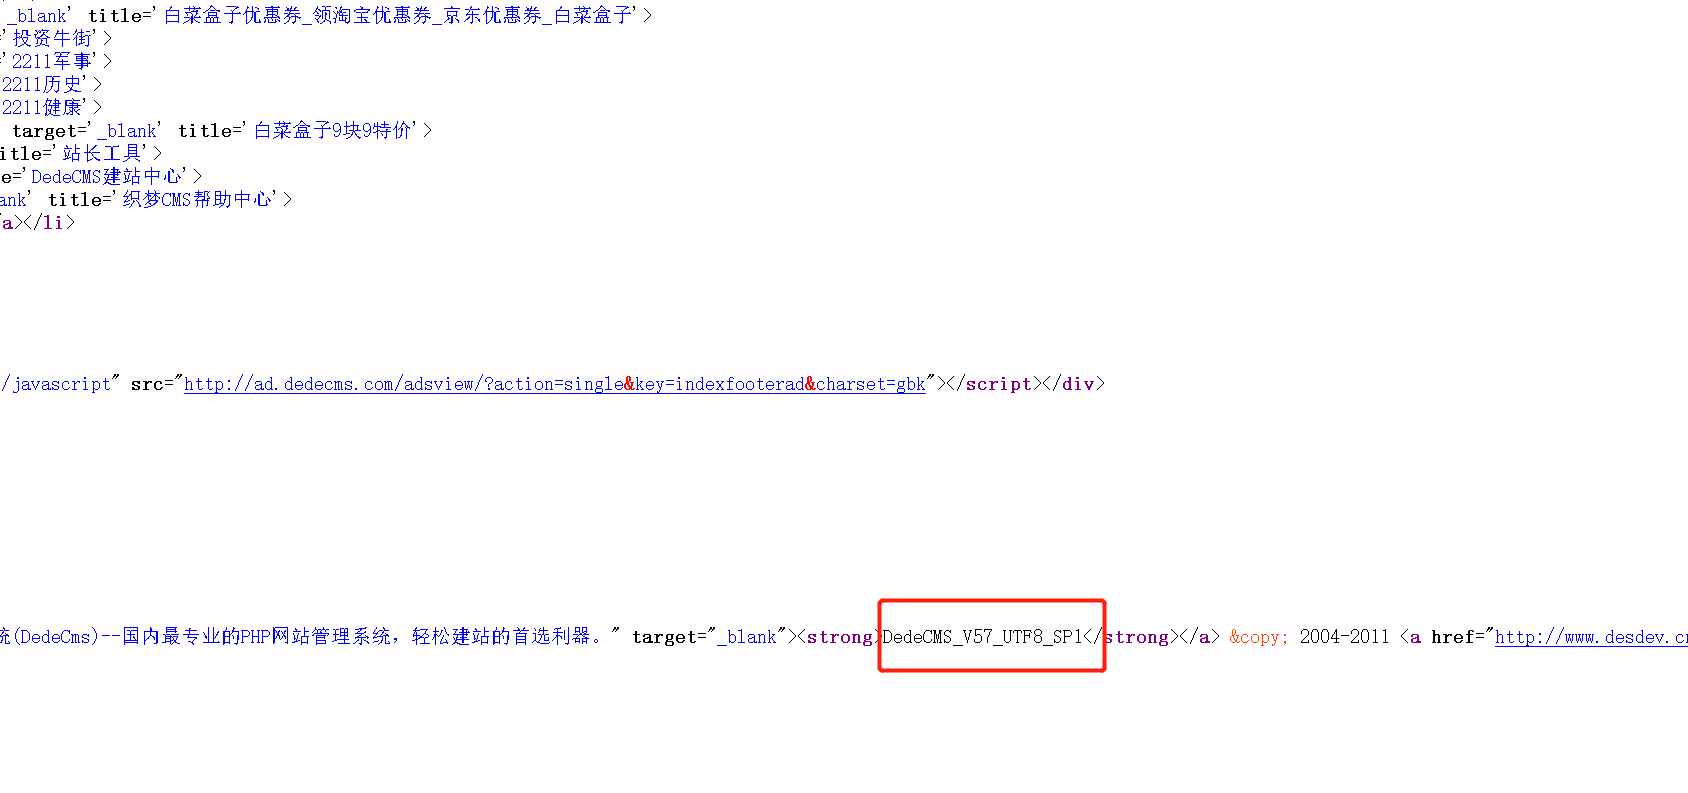 '_blank' title='白菜盒子优惠券_领淘宝优惠券_京东优惠券_白菜盒子'>
='投资牛街'>
='2211军事'>
2211历史'>
2211健康'>
target='_blank' title='白菜盒子9块9特价'>
itle='站长工具'>
e='DedeCMS建站中心'>
ank' title='织梦CMS帮助中心'>
/a></li>
/javascript" src="http://ad.dedecms.com/adsview/?action=single&key=indexfooterad&charset=gbk"></script></div>
统(DedeCms)--国内最专业的PHP网站管理系统，轻松建站的首选利器。" target="_blank"><strong>DedeCMS_V57_UTF8_SP1</strong></a> &copy; 2004-2011 <a href="http://www.desdev.cn